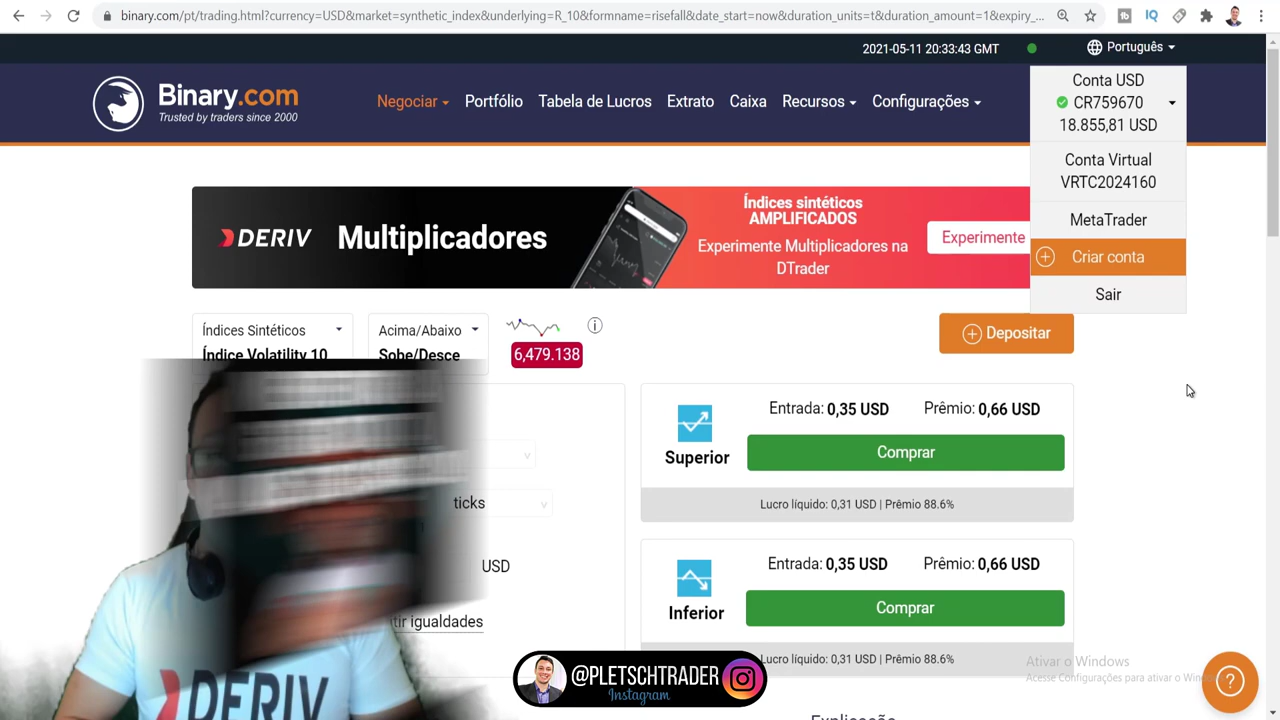 binary.com/pt/trading.html?currency=USD&market=synthetic_index&underlying=R_10&formname=risefall&date_start=now&duration_units=t&duration_amount=1&expiry_...
2021-05-11 20:33:43 GMT
Português
Binary.com
Trusted by traders since 2000
Negociar
Portfólio
Tabela de Lucros
Extrato
Caixa
Recursos
Configurações
Conta USD
CR759670
18.855,81 USD
Conta Virtual
VRTC2024160
MetaTrader
Criar conta
Sair
DERIV
Multiplicadores
Índices sintéticos
AMPLIFICADOS
Experimente Multiplicadores na
DTrader
Experimente
Índices Sintéticos
Índice Volatility 10
Acima/Abaixo
Sobe/Desce
6,479.138
Depositar
Entrada: 0,35 USD
Prêmio: 0,66 USD
Superior
Comprar
Lucro líquido: 0,31 USD | Prêmio 88.6%
ticks
USD
tir igualdades
Entrada: 0,35 USD
Prêmio: 0,66 USD
Inferior
Comprar
Lucro líquido: 0,31 USD | Prêmio 88.6%
DERIV
@PLETSCHTRADER
Instagram
Ativar o Windows
Acesse Configurações para ativar o
?